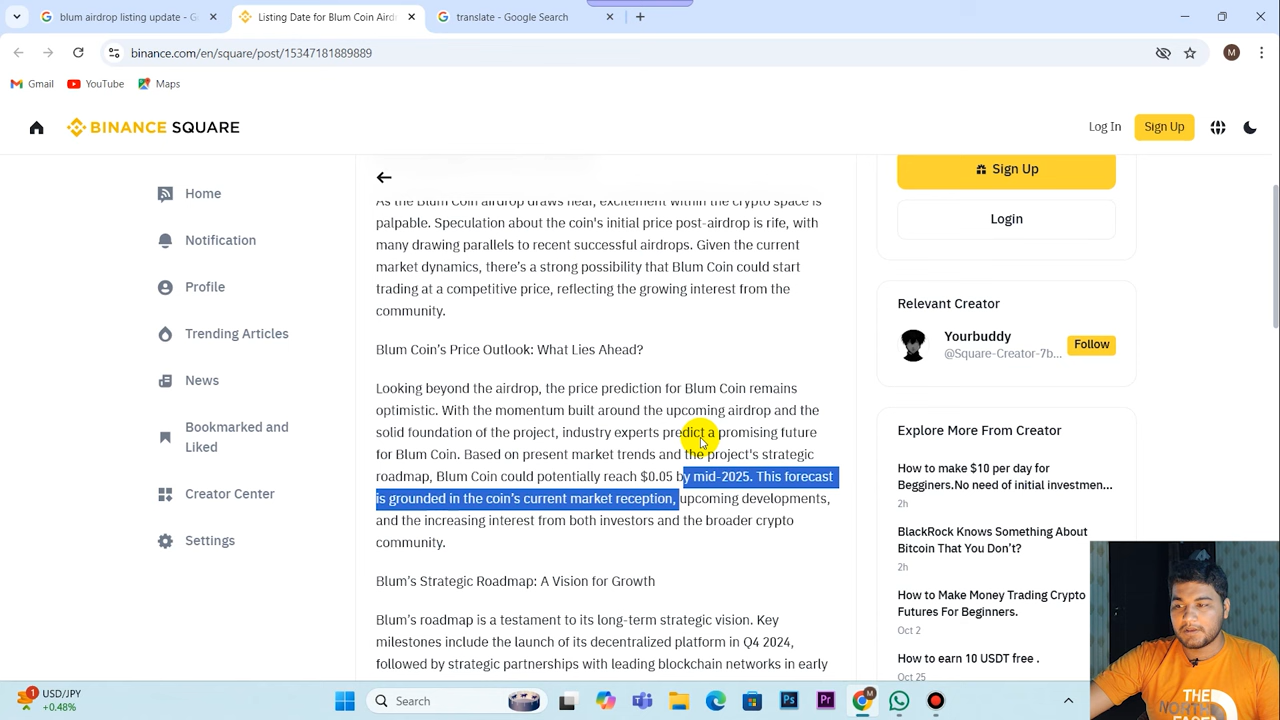 blum airdrop listing update - G
Listing Date for Blum Coin Aird
translate - Google Search
binance.com/en/square/post/15347181889889
M
Gmail
YouTube
Maps
BINANCE SQUARE
Log In
Sign Up
Home
Notification
Profile
Trending Articles
News
Bookmarked and
Liked
Creator Center
Settings
As the Blum Coin airdrop draws near, excitement within the crypto space is
palpable. Speculation about the coin's initial price post-airdrop is rife, with
many drawing parallels to recent successful airdrops. Given the current
market dynamics, there's a strong possibility that Blum Coin could start
trading at a competitive price, reflecting the growing interest from the
community.
Blum Coin's Price Outlook: What Lies Ahead?
Looking beyond the airdrop, the price prediction for Blum Coin remains
optimistic. With the momentum built around the upcoming airdrop and the
solid foundation of the project, industry experts predict a promising future
for Blum Coin. Based on present market trends and the project's strategic
roadmap, Blum Coin could potentially reach $0.05 by mid-2025. This forecast
is grounded in the coin's current market reception, upcoming developments,
and the increasing interest from both investors and the broader crypto
community.
Blum's Strategic Roadmap: A Vision for Growth
Blum's roadmap is a testament to its long-term strategic vision. Key
milestones include the launch of its decentralized platform in Q4 2024,
followed by strategic partnerships with leading blockchain networks in early
Sign Up
Login
Relevant Creator
Yourbuddy
@Square-Creator-7b...
Follow
Explore More From Creator
How to make $10 per day for
Begginers.No need of initial investmen...
2h
BlackRock Knows Something About
Bitcoin That You Don't?
2h
How to Make Money Trading Crypto
Futures For Beginners.
Oct 2
How to earn 10 USDT free .
Oct 25
THE
NORTH
FACE
1
USD/JPY
+0.48%
Search
Ps
Pr
M